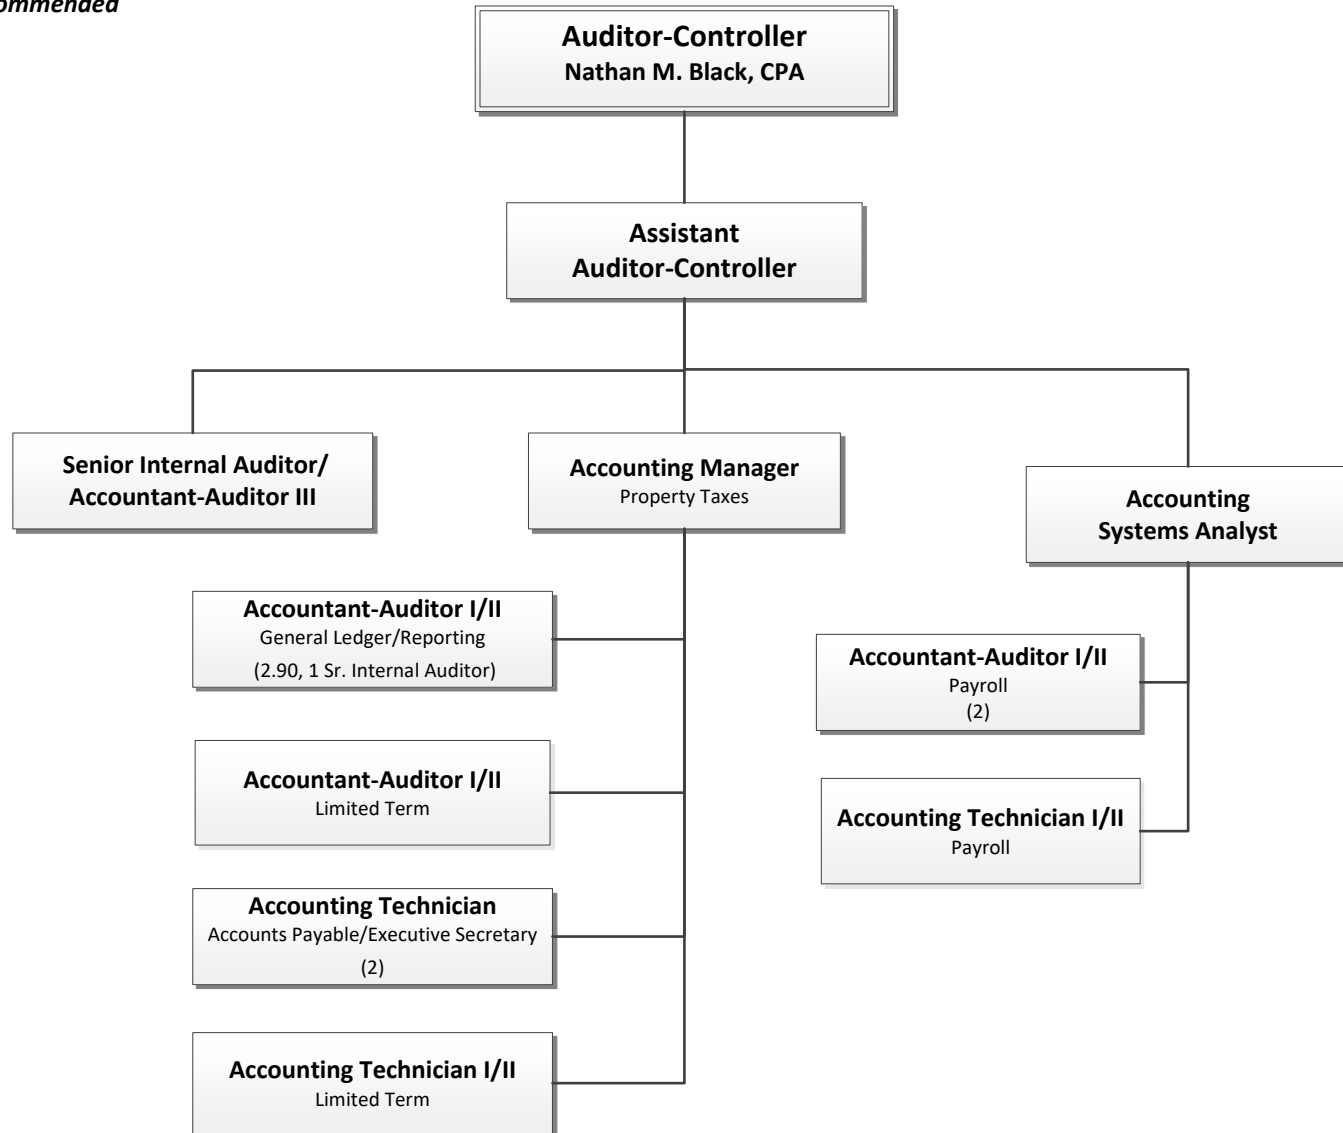 Auditor-Controller
Nathan M. Black, CPA
Assistant
Auditor-Controller
Senior Internal Auditor/
Accountant-Auditor III
Accounting Manager
Property Taxes
Accounting
Systems Analyst
Accountant-Auditor I/II
General Ledger/Reporting
(2.90, 1 Sr. Internal Auditor)
Accountant-Auditor I/II
Limited Term
Accounting Technician
Accounts Payable/Executive Secretary
(2)
Accounting Technician I/II
Limited Term
Accountant-Auditor I/II
Payroll
(2)
Accounting Technician I/II
Payroll